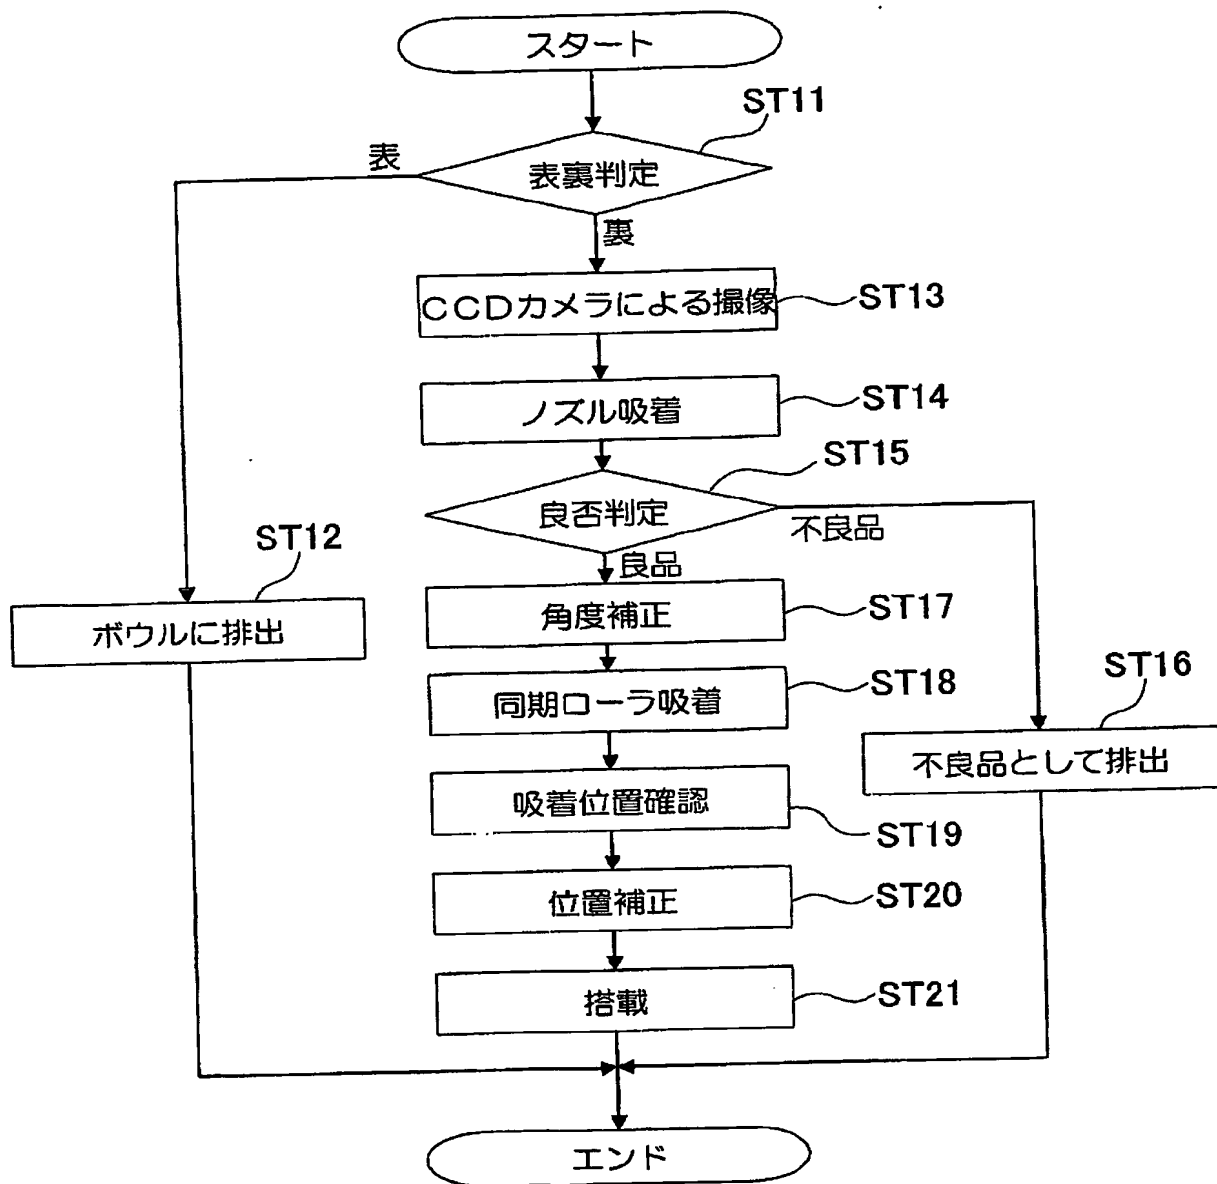 スタート
ST11
表
表裏判定
裏
CCDカメラによる撮像
ST13
ノズル吸着
ST14
ST15
良否判定
不良品
良品
ST12
ボウルに排出
角度補正
ST17
同期ローラ吸着
ST18
ST16
不良品として排出
吸着位置確認
ST19
位置補正
ST20
搭載
ST21
エンド